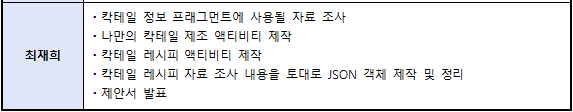 최재희
・칵테일 정보 프래그먼트에 사용될 자료 조사
・나만의 칵테일 제조 액티비티 제작
・칵테일 레시피 액티비티 제작
・칵테일 레시피 자료 조사 내용을 토대로 JSON 객체 제작 및 정리
・제안서 발표